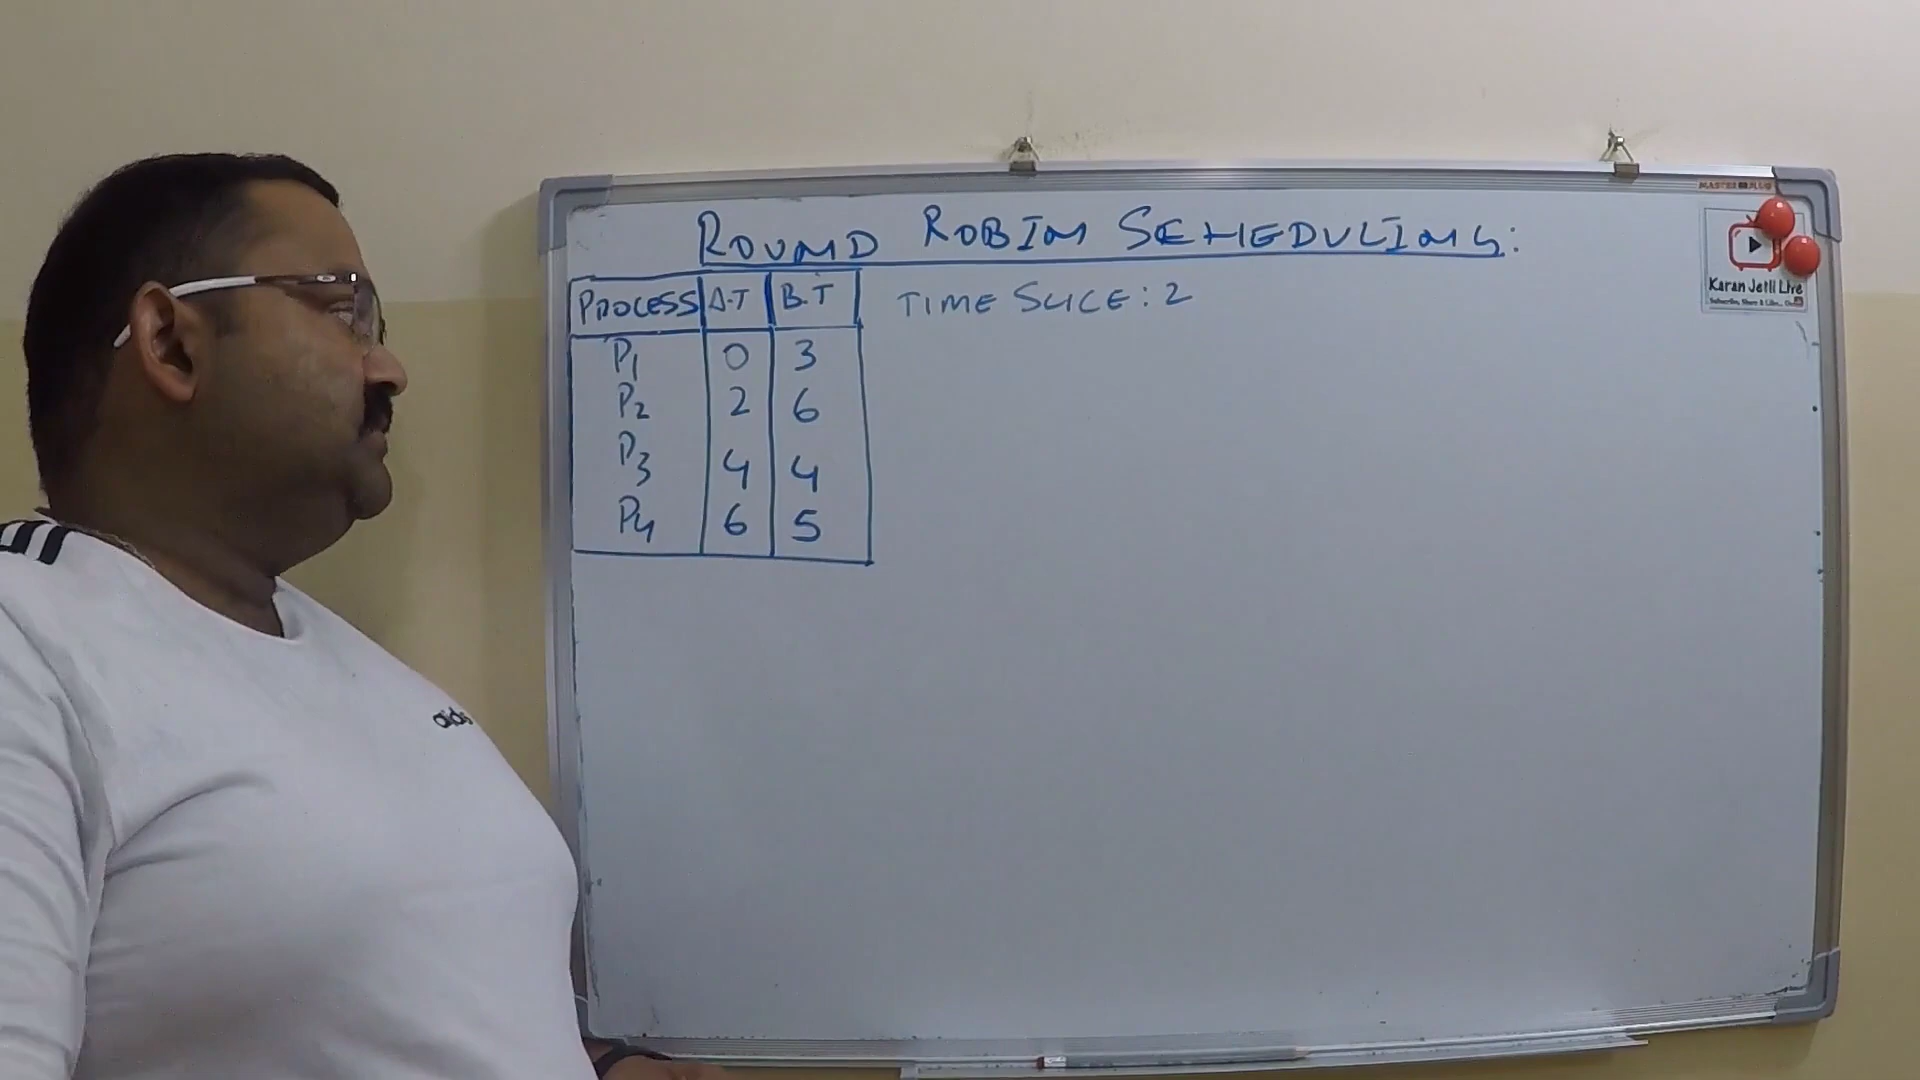 ROUND ROBIN SCHEDULING:
PROCESS A.T B.T
TIME SLICE: 2
P1 0 3
P2 2 6
P3 4 4
P4 6 5
Karan Jetli Live
adidas